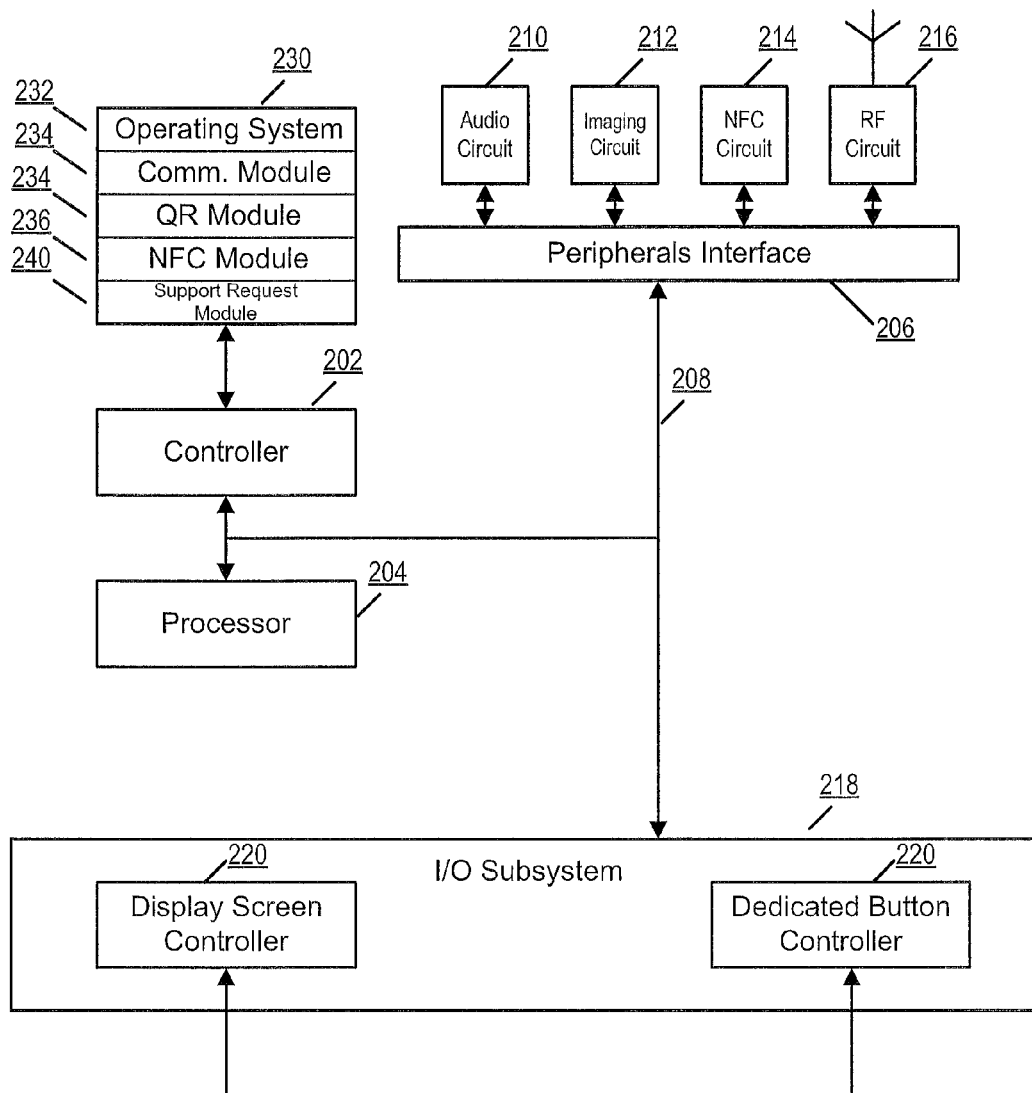 210
212
214
216
230
232
234
234
236
240
Operating System
Comm. Module
QR Module
NFC Module
Support Request
Module
Audio
Circuit
Imaging
Circuit
NFC
Circuit
RF
Circuit
Peripherals Interface
206
202
208
Controller
204
Processor
218
I/O Subsystem
220
Display Screen
Controller
220
Dedicated Button
Controller